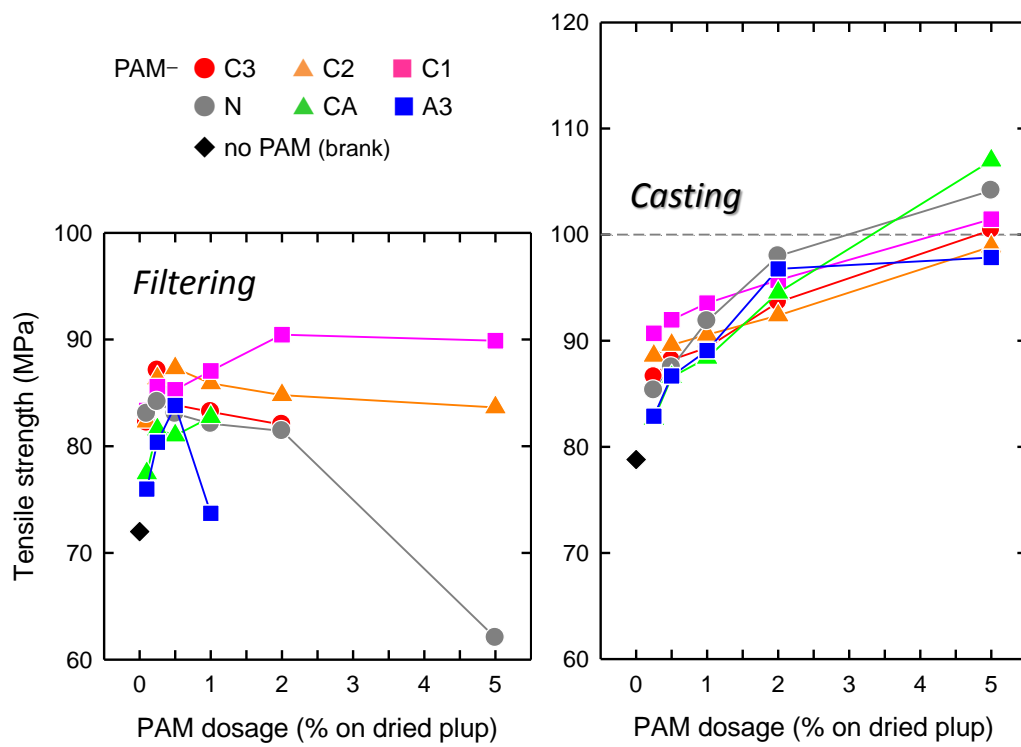 PAM- C3 C2 C1
N CA A3
no PAM (brank)
Filtering
Tensile strength (MPa)
100
90
80
70
60
0 1 2 3 4 5
PAM dosage (% on dried plup)
Casting
120
110
100
90
80
70
60
0 1 2 3 4 5
PAM dosage (% on dried plup)